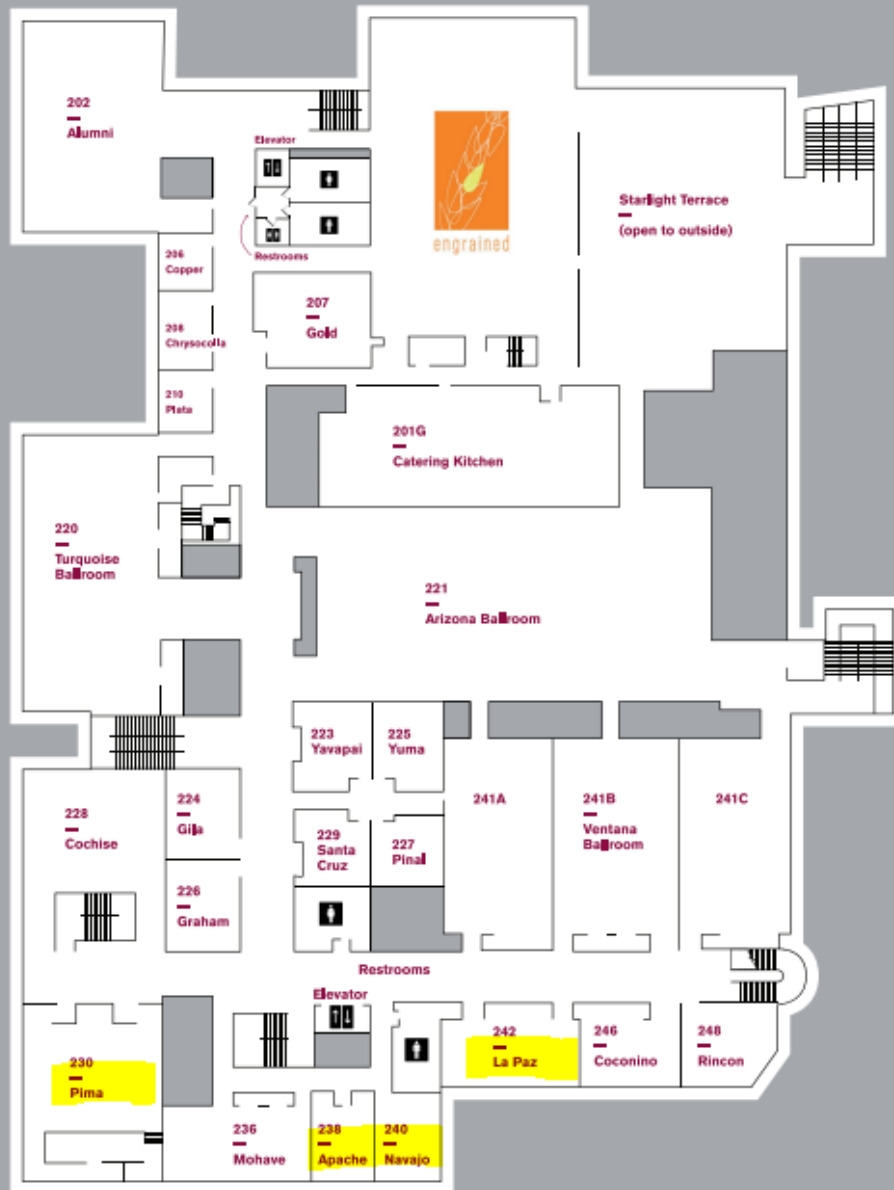 202
Alumni
Elevator
engrained
Starlight Terrace
(open to outside)
Restrooms
206
Copper
207
Gold
208
Chrysocolla
210
Plata
201G
Catering Kitchen
220
Turquoise
Ballroom
221
Arizona Ballroom
223
Yavapai
225
Yuma
224
Gila
228
Cochise
229
Santa
Cruz
227
Pinal
226
Graham
241A
241B
Ventana
Ballroom
241C
Restrooms
Elevator
230
Pima
242
La Paz
246
Coconino
248
Rincon
236
Mohave
238
Apache
240
Navajo